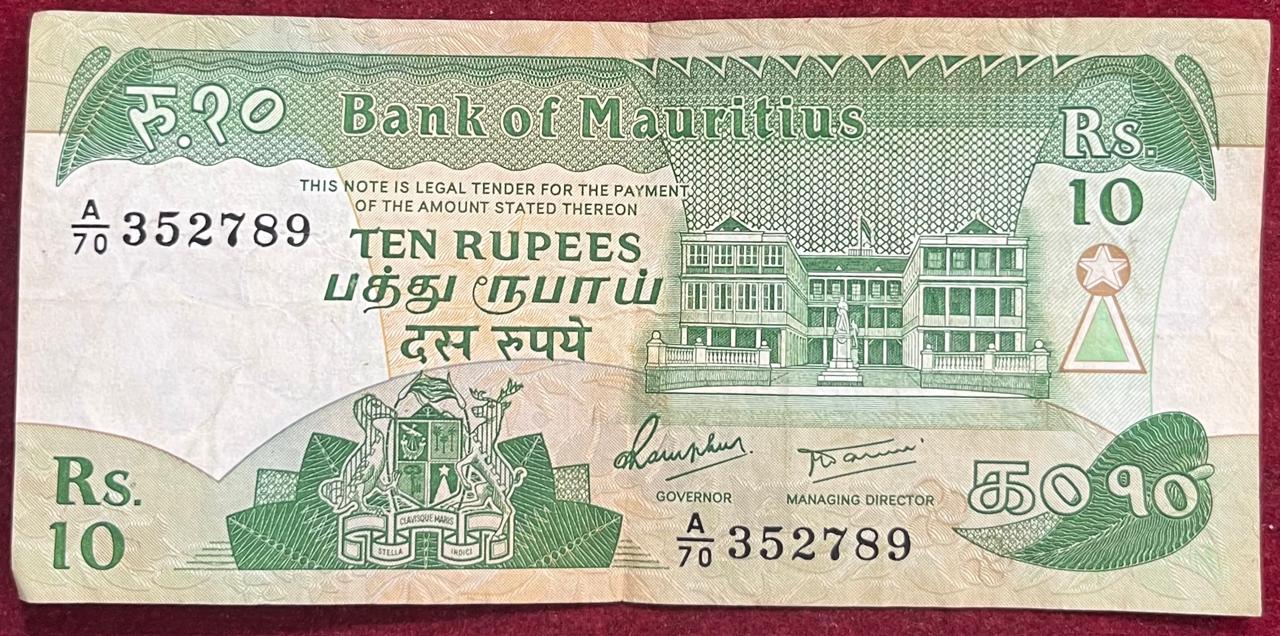 रु.१०
Bank of Mauritius
Rs.
10
THIS NOTE IS LEGAL TENDER FOR THE PAYMENT
OF THE AMOUNT STATED THEREON
A/70 352789
TEN RUPEES
பத்து ரூபாய்
दस रुपये
Rs.
10
CLAVISQUE MARIS
STELLA INDICI
GOVERNOR
MANAGING DIRECTOR
A/70 352789